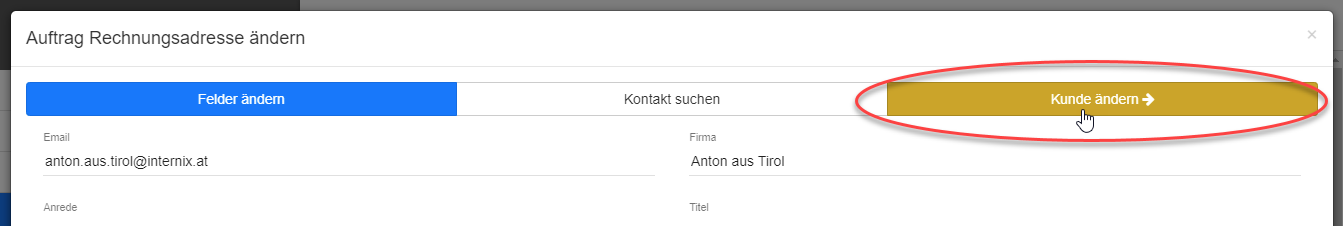 Auftrag Rechnungsadresse ändern
×
Felder ändern
Kontakt suchen
Kunde ändern →
Email
Firma
anton.aus.tirol@internix.at
Anton aus Tirol
Anrede
Titel